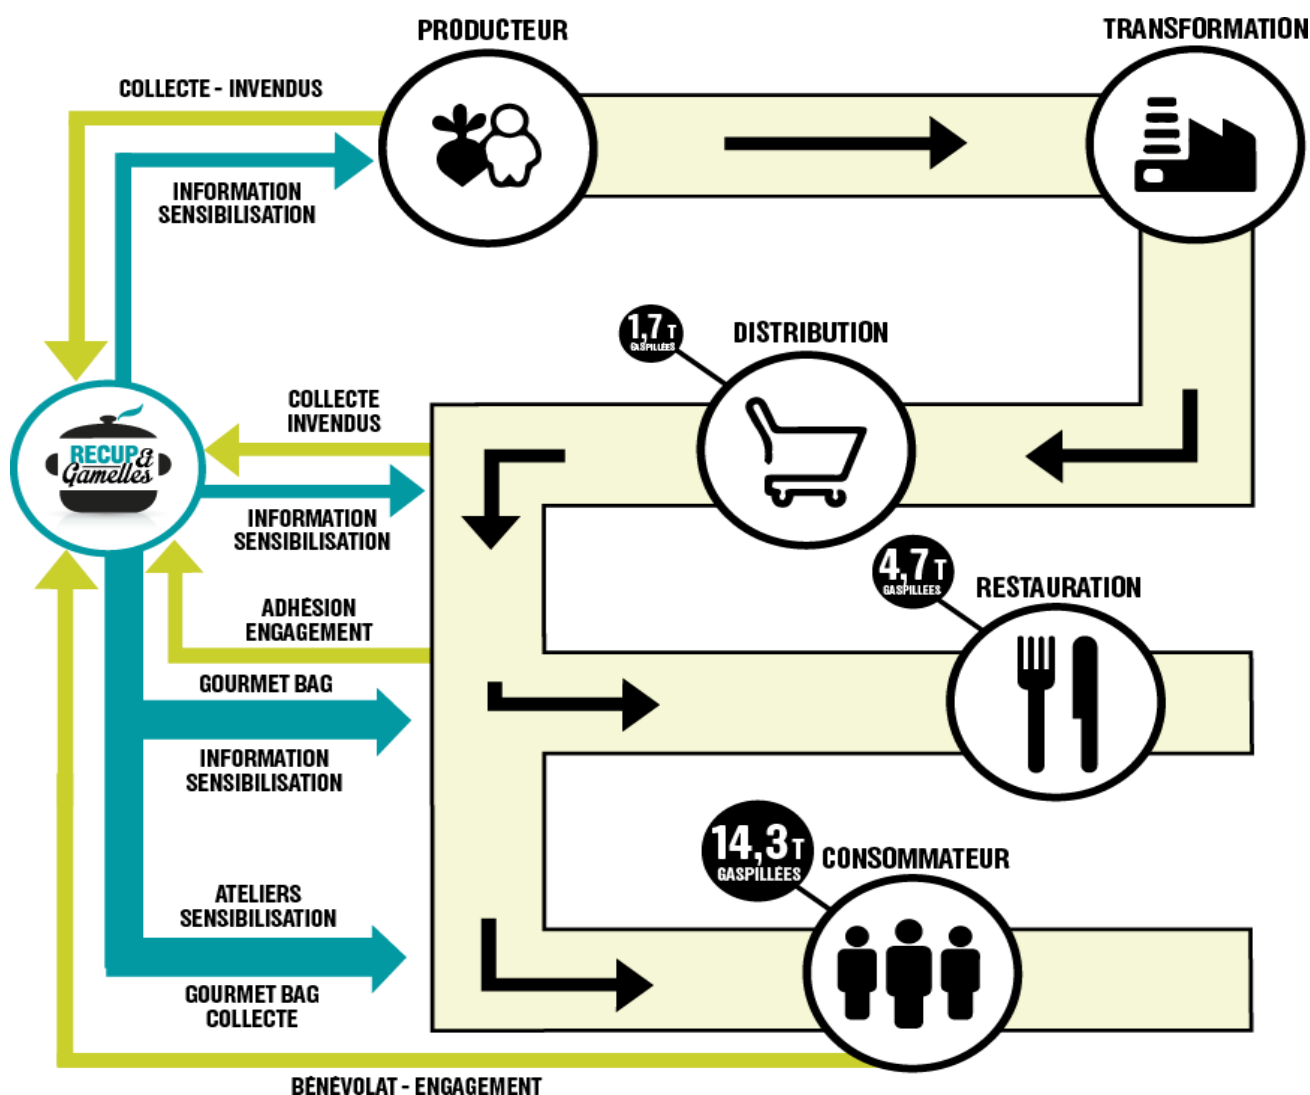 PRODUCTEUR
TRANSFORMATION
COLLECTE - INVENDUS
INFORMATION
SENSIBILISATION
1,7 T
GASPILLÉES
DISTRIBUTION
COLLECTE
INVENDUS
RECUP &
Gamelles
INFORMATION
SENSIBILISATION
4,7 T
GASPILLÉES
RESTAURATION
ADHÉSION
ENGAGEMENT
GOURMET BAG
INFORMATION
SENSIBILISATION
14,3 T
GASPILLÉES
CONSOMMATEUR
ATELIERS
SENSIBILISATION
GOURMET BAG
COLLECTE
BÉNÉVOLAT - ENGAGEMENT